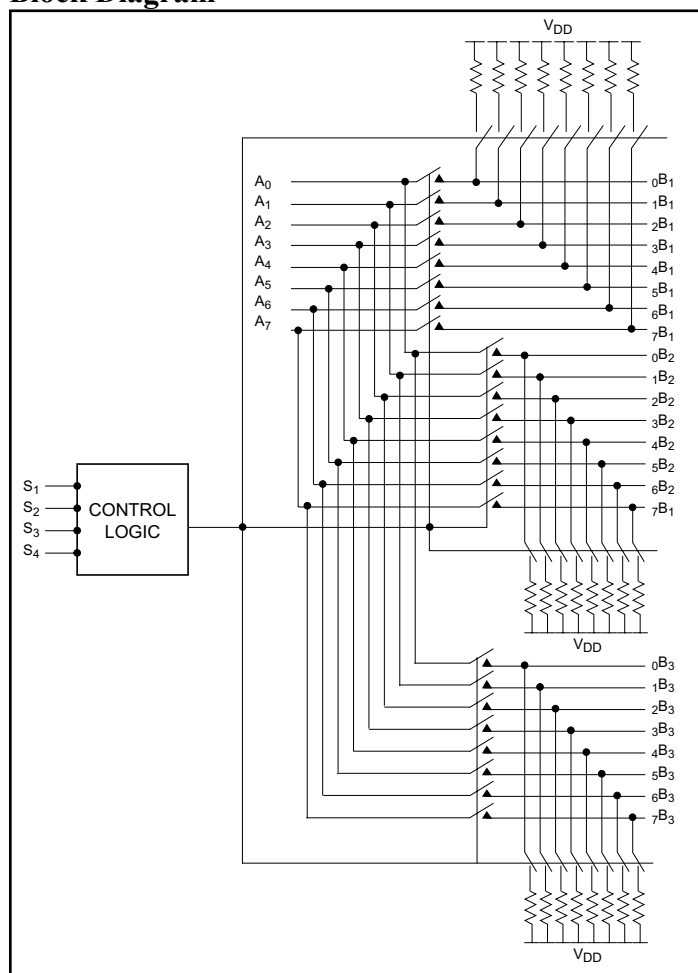 Block Diagram
VDD
A0
A1
A2
A3
A4
A5
A6
A7
0B1
1B1
2B1
3B1
4B1
5B1
6B1
7B1
0B2
1B2
2B2
3B2
4B2
5B2
6B2
7B1
S1
S2
S3
S4
CONTROL
LOGIC
VDD
0B3
1B3
2B3
3B3
4B3
5B3
6B3
7B3
VDD